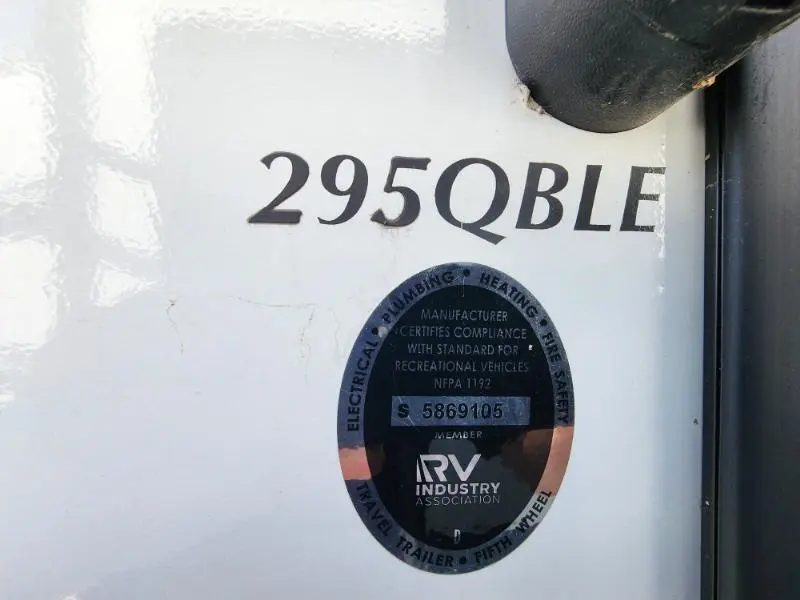 295QBLE
ELECTRICAL • PLUMBING • HEATING • FIRE SAFETY
MANUFACTURER
CERTIFIES COMPLIANCE
WITH STANDARD FOR
RECREATIONAL VEHICLES
NFPA 1192
S 5869105
MEMBER
RV
INDUSTRY
ASSOCIATION
D
TRAVEL TRAILER • FIFTH WHEEL